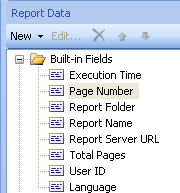 Report Data
New Edit...
Built-in Fields
Execution Time
Page Number
Report Folder
Report Name
Report Server URL
Total Pages
User ID
Language